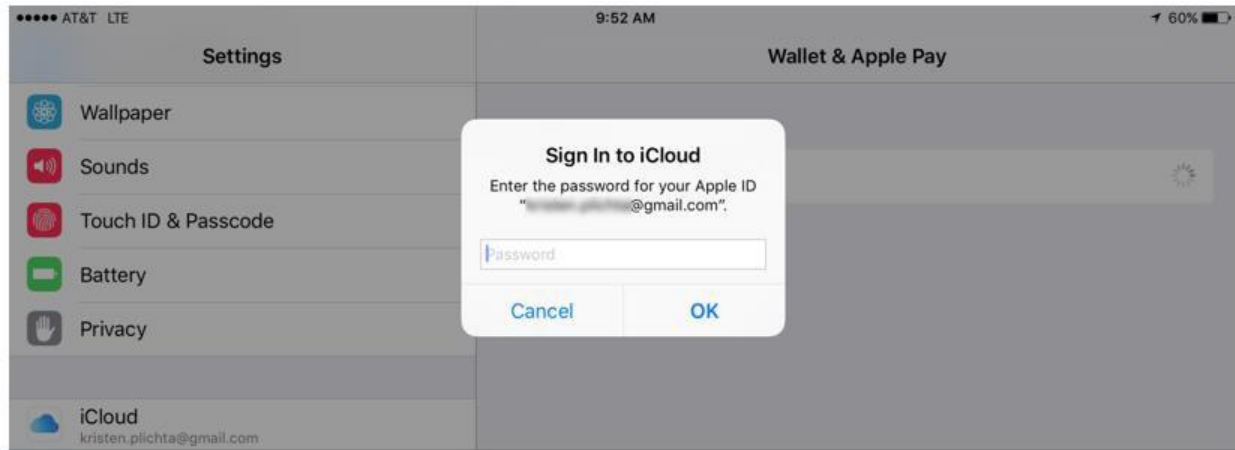 AT&T LTE 9:52 AM 60%
Settings Wallet & Apple Pay
Wallpaper
Sounds
Touch ID & Passcode
Battery
Privacy
iCloud
kristen.plichta@gmail.com
Sign In to iCloud
Enter the password for your Apple ID
“@gmail.com”.
Password
Cancel OK